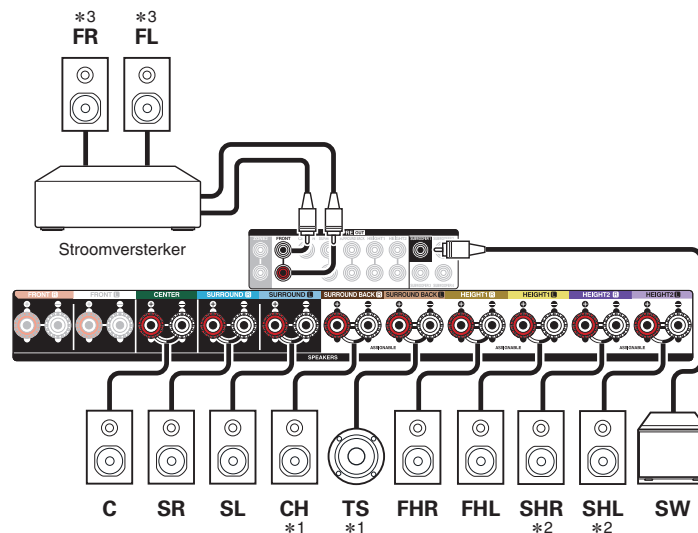 *3 *3
FR FL
Stroomversterker
PRE OUT
FRONT
FRONT R FRONT L CENTER SURROUND R SURROUND L SURROUND BACK R SURROUND BACK L HEIGHT1 R HEIGHT1 L HEIGHT2 R HEIGHT2 L
ASSIGNABLE ASSIGNABLE ASSIGNABLE
SPEAKERS
C SR SL CH TS FHR FHL SHR SHL SW
*1 *1 *2 *2